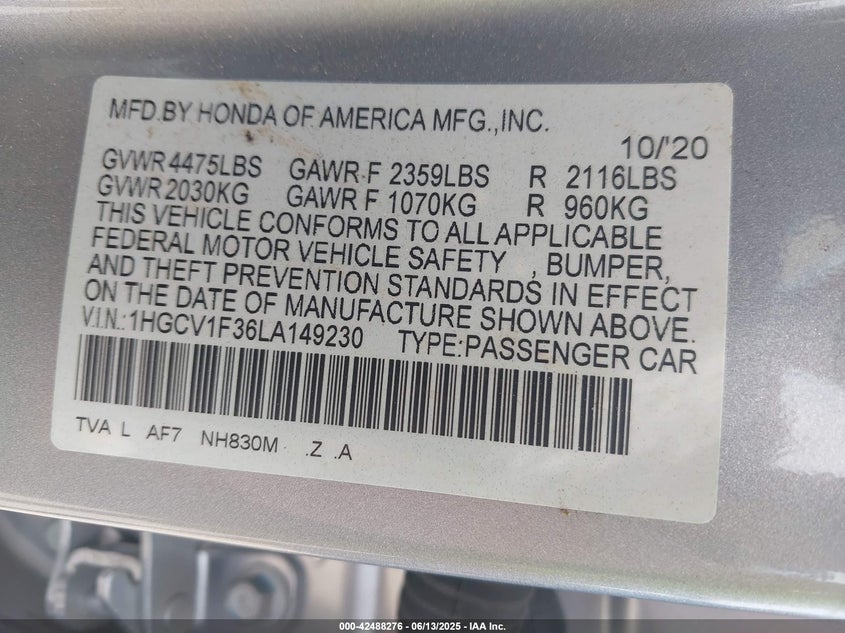 MFD.BY HONDA OF AMERICA MFG.,INC.
10/'20
GVWR 4475LBS GAWR F 2359LBS R 2116LBS
GVWR 2030KG GAWR F 1070KG R 960KG
THIS VEHICLE CONFORMS TO ALL APPLICABLE
FEDERAL MOTOR VEHICLE SAFETY , BUMPER,
AND THEFT PREVENTION STANDARDS IN EFFECT
ON THE DATE OF MANUFACTURE SHOWN ABOVE.
V.I.N.:1HGCV1F36LA149230 TYPE:PASSENGER CAR
TVA L AF7 NH830M .Z .A
000-42488276 - 06/13/2025 - IAA Inc.